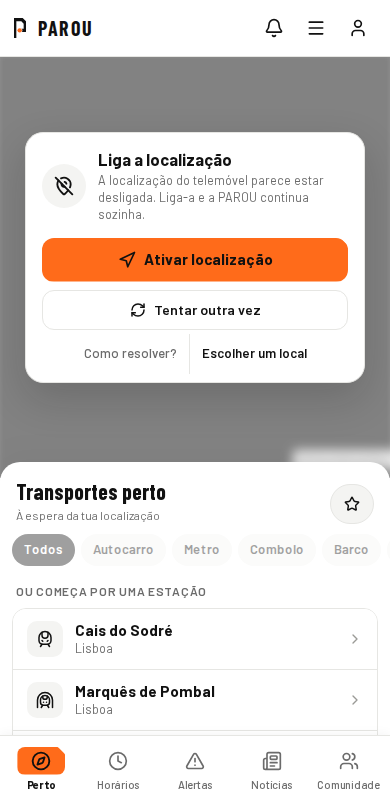 PAROU
Liga a localização
A localização do telemóvel parece estar
desligada. Liga-a e a PAROU continua
sozinha.
Ativar localização
Tentar outra vez
Como resolver?
Escolher um local
Transportes perto
À espera da tua localização
Todos
Autocarro
Metro
Comboio
Barco
OU COMEÇA POR UMA ESTAÇÃO
Cais do Sodré
Lisboa
Marquês de Pombal
Lisboa
Perto
Horários
Alertas
Notícias
Comunidade